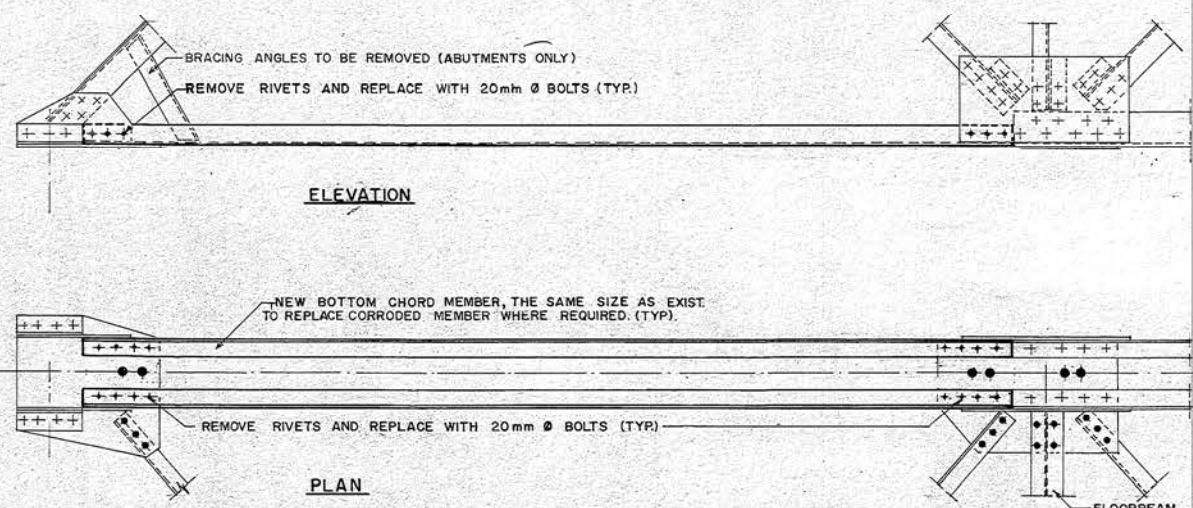 BRACING ANGLES TO BE REMOVED (ABUTMENTS ONLY)
REMOVE RIVETS AND REPLACE WITH 20mm Ø BOLTS (TYP.)
ELEVATION
NEW BOTTOM CHORD MEMBER, THE SAME SIZE AS EXIST.
TO REPLACE CORRODED MEMBER WHERE REQUIRED. (TYP).
REMOVE RIVETS AND REPLACE WITH 20mm Ø BOLTS (TYP.)
PLAN
FLOORBEAM